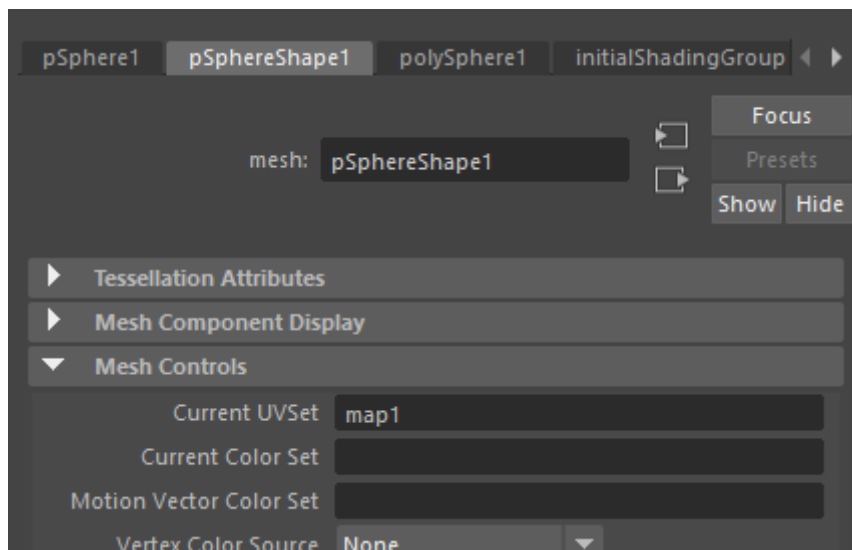 pSphere1 pSphereShape1 polySphere1 initialShadingGroup
Focus
mesh: pSphereShape1
Presets
Show Hide
Tessellation Attributes
Mesh Component Display
Mesh Controls
Current UVSet map1
Current Color Set
Motion Vector Color Set
Vertex Color Source None